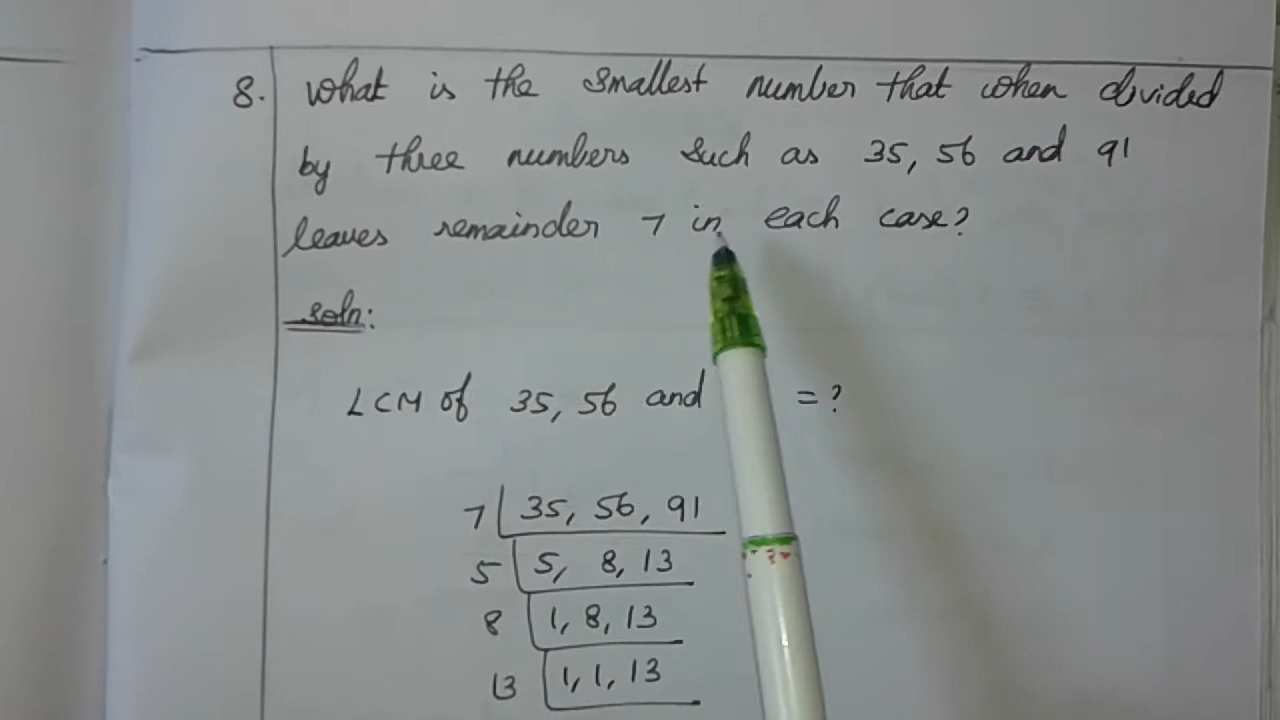 8. What is the smallest number that when divided
by three numbers such as 35, 56 and 91
leaves remainder 7 in each case?
Soln:
LCM of 35, 56 and = ?
7 35, 56, 91
5 5, 8, 13
8 1, 8, 13
13 1, 1, 13